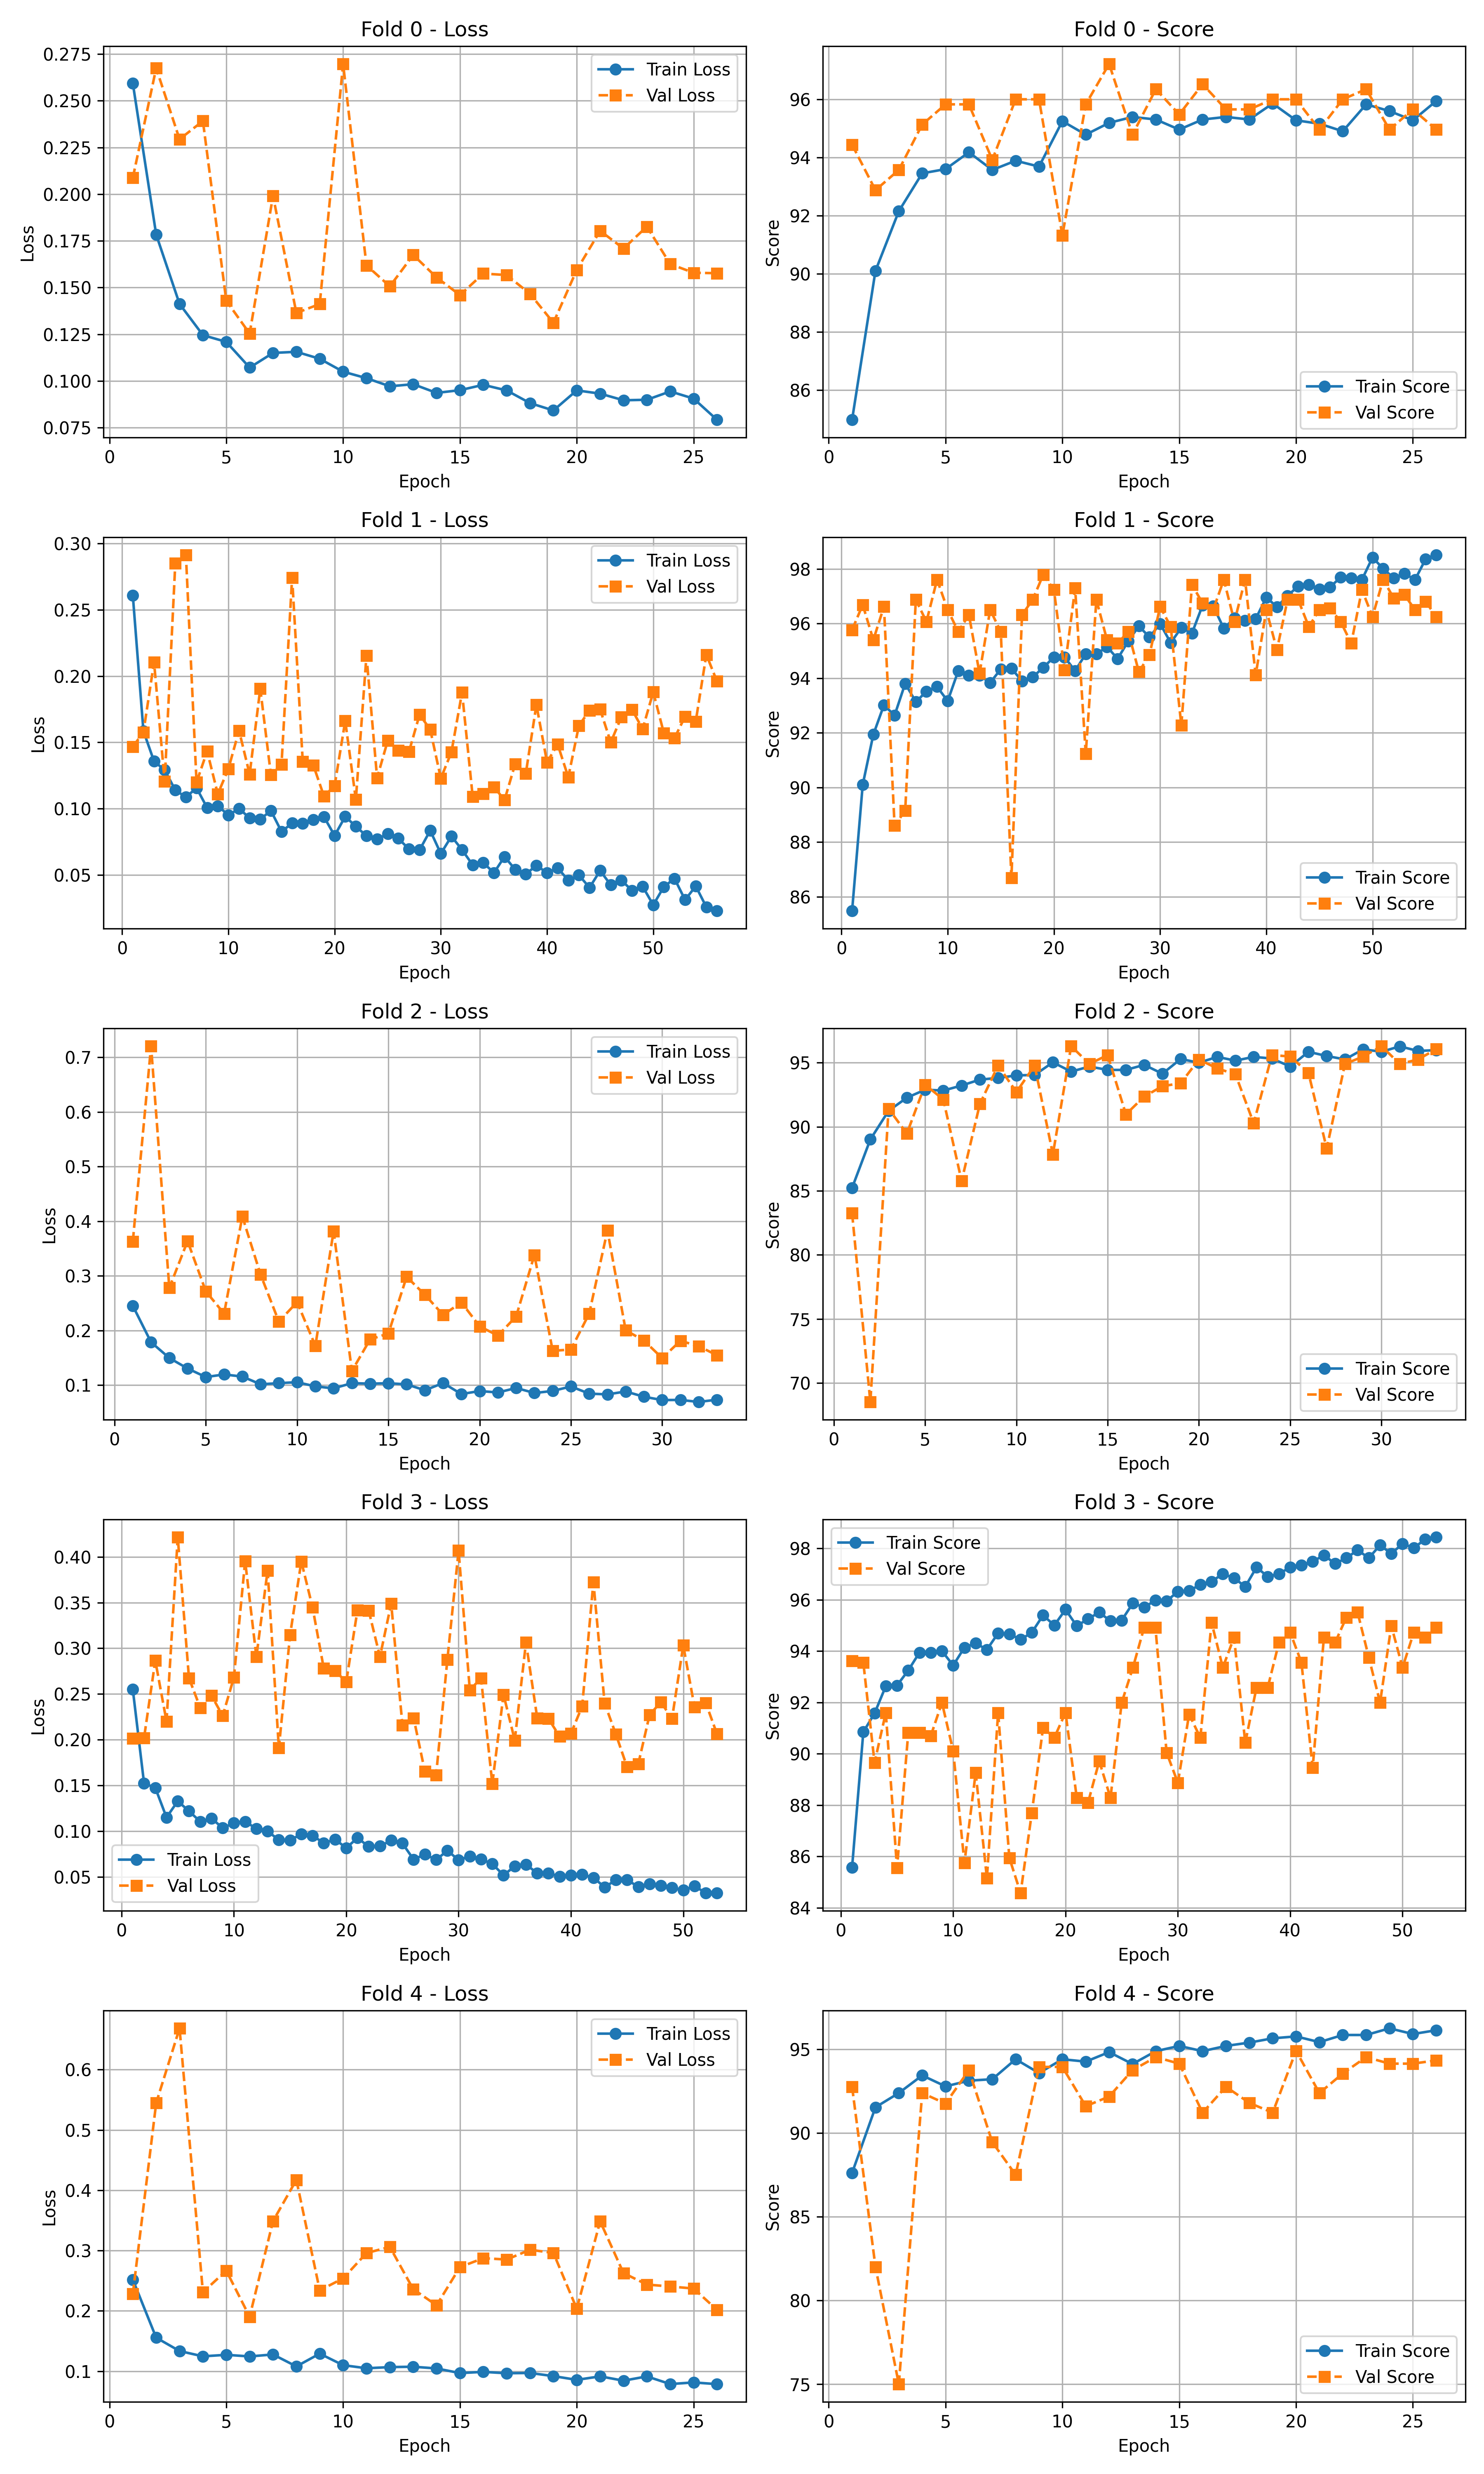 Fold 0 - Loss
0.275
0.250
0.225
0.200
0.175
0.150
0.125
0.100
0.075
Loss
Train Loss
Val Loss
0 5 10 15 20 25
Epoch
Fold 0 - Score
96
94
92
90
88
86
Score
Train Score
Val Score
0 5 10 15 20 25
Epoch
Fold 1 - Loss
0.30
0.25
0.20
0.15
0.10
0.05
Loss
Train Loss
Val Loss
0 10 20 30 40 50
Epoch
Fold 1 - Score
98
96
94
92
90
88
86
Score
Train Score
Val Score
0 10 20 30 40 50
Epoch
Fold 2 - Loss
0.7
0.6
0.5
0.4
0.3
0.2
0.1
Loss
Train Loss
Val Loss
0 5 10 15 20 25 30
Epoch
Fold 2 - Score
95
90
85
80
75
70
Score
Train Score
Val Score
0 5 10 15 20 25 30
Epoch
Fold 3 - Loss
0.40
0.35
0.30
0.25
0.20
0.15
0.10
0.05
Loss
Train Loss
Val Loss
0 10 20 30 40 50
Epoch
Fold 3 - Score
98
96
94
92
90
88
86
84
Score
Train Score
Val Score
0 10 20 30 40 50
Epoch
Fold 4 - Loss
0.6
0.5
0.4
0.3
0.2
0.1
Loss
Train Loss
Val Loss
0 5 10 15 20 25
Epoch
Fold 4 - Score
95
90
85
80
75
Score
Train Score
Val Score
0 5 10 15 20 25
Epoch